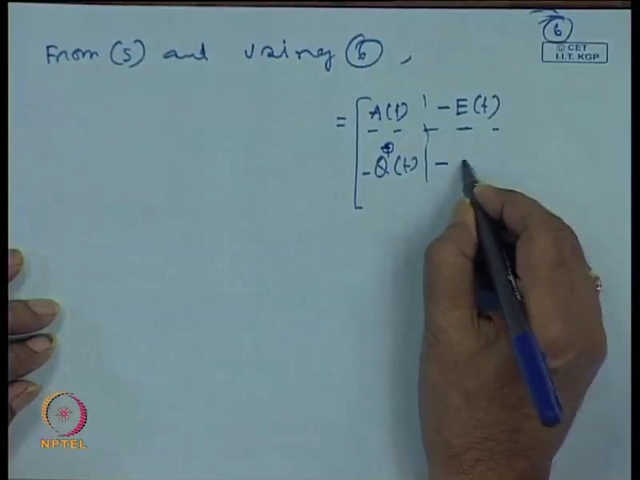 6
© CET
I.I.T. KGP
From (5) and using 6 ,
= [ A(t) | - E(t)
- Q(t) | -
NPTEL